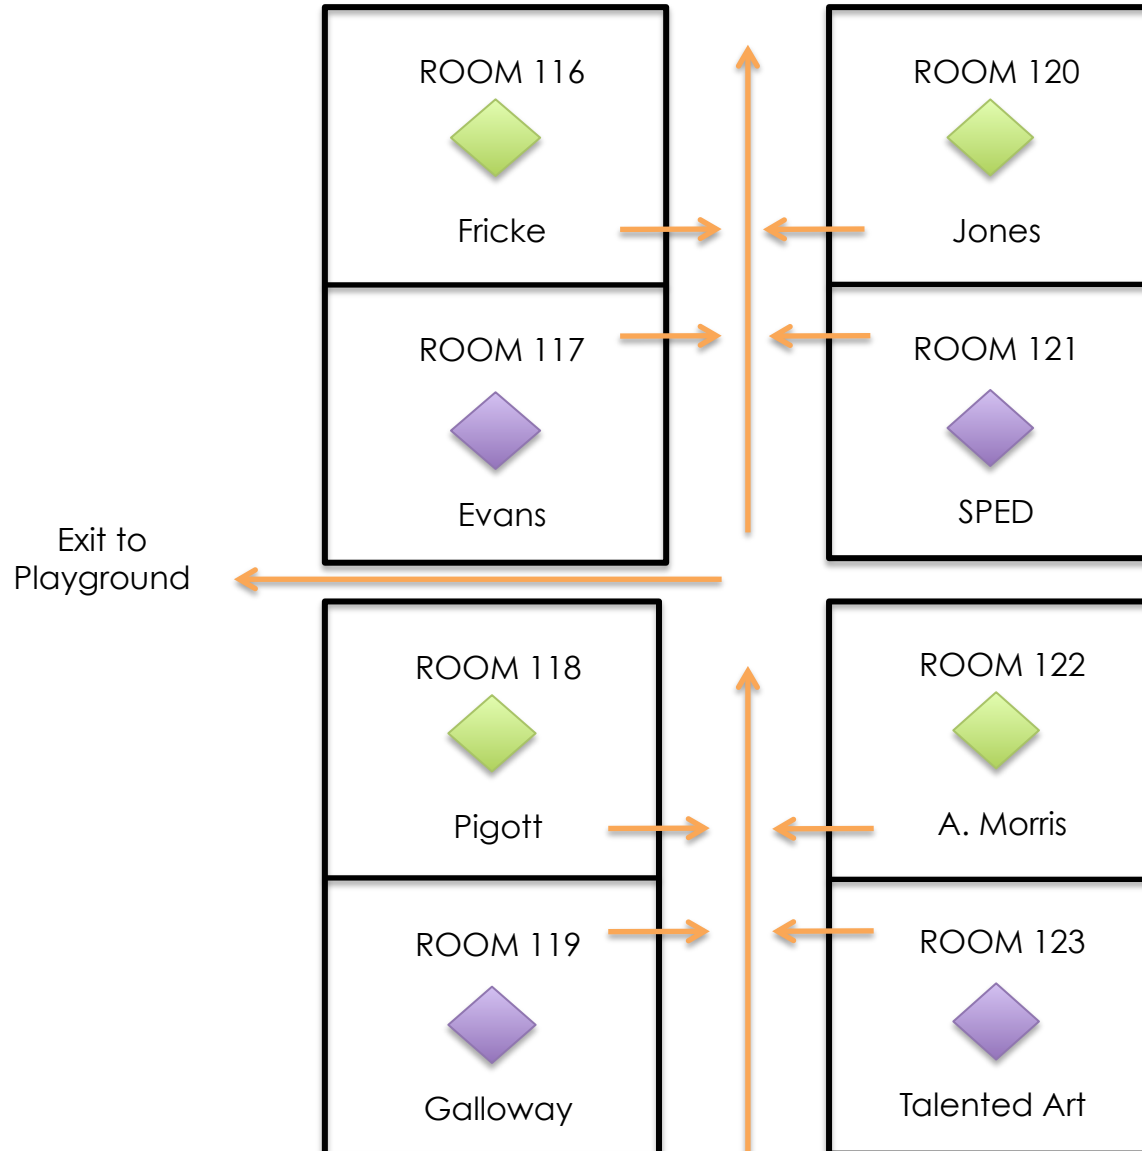 ROOM 116
Fricke
ROOM 120
Jones
ROOM 117
Evans
ROOM 121
SPED
Exit to
Playground
ROOM 118
Pigott
ROOM 122
A. Morris
ROOM 119
Galloway
ROOM 123
Talented Art